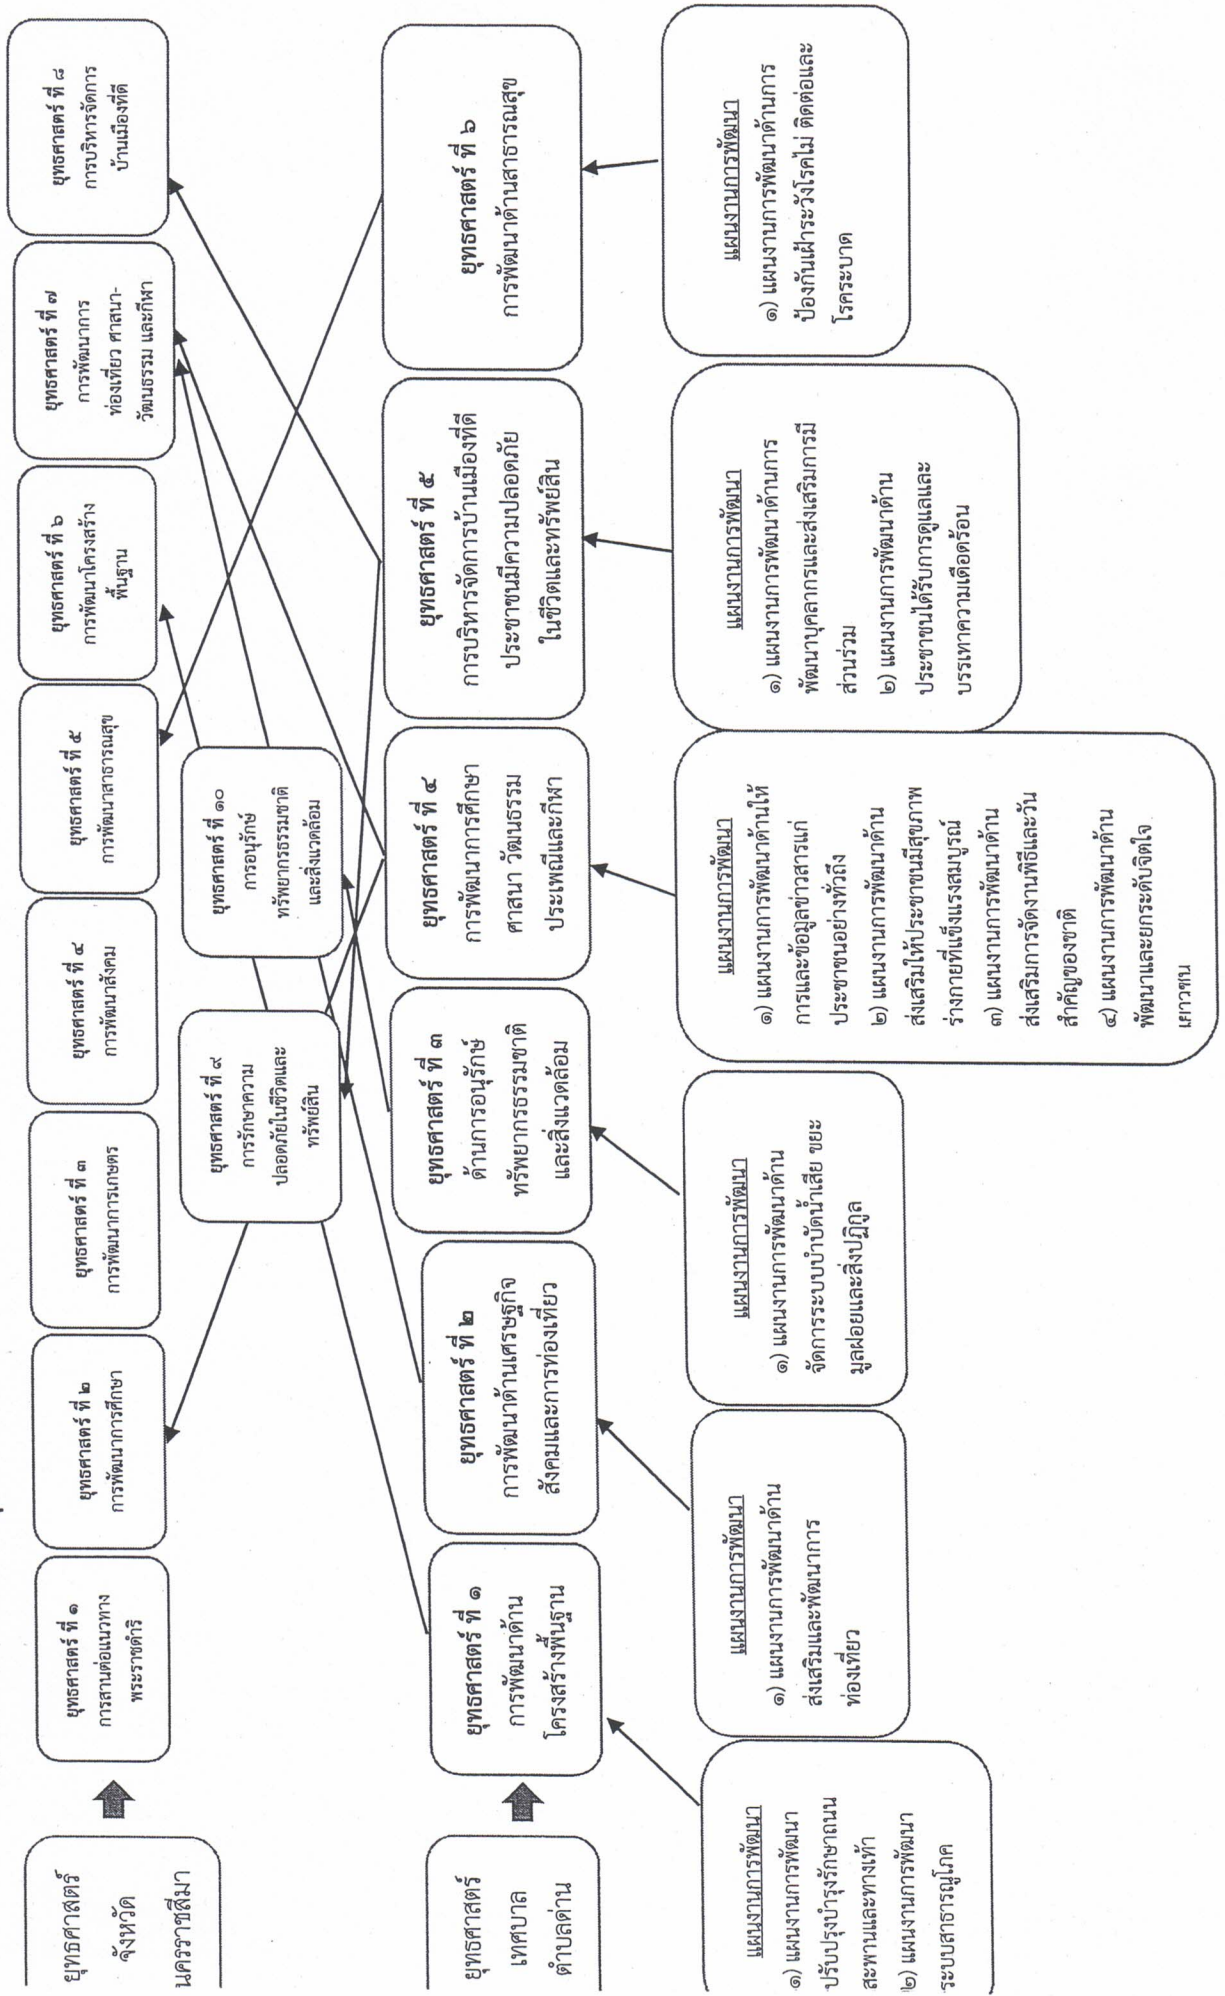 ยุทธศาสตร์
จังหวัด
นครราชสีมา
ยุทธศาสตร์ ที่ ๑
การสานต่อแนวทาง
พระราชดำริ
ยุทธศาสตร์ ที่ ๒
การพัฒนาการศึกษา
ยุทธศาสตร์ ที่ ๓
การพัฒนาการเกษตร
ยุทธศาสตร์ ที่ ๔
การพัฒนาสังคม
ยุทธศาสตร์ ที่ ๕
การพัฒนาสาธารณสุข
ยุทธศาสตร์ ที่ ๖
การพัฒนาโครงสร้าง
พื้นฐาน
ยุทธศาสตร์ ที่ ๗
การพัฒนาการ
ท่องเที่ยว ศาสนา-
วัฒนธรรม และกีฬา
ยุทธศาสตร์ ที่ ๘
การบริหารจัดการ
บ้านเมืองที่ดี
ยุทธศาสตร์ ที่ ๙
การรักษาความ
ปลอดภัยในชีวิตและ
ทรัพย์สิน
ยุทธศาสตร์ ที่ ๑๐
การอนุรักษ์
ทรัพยากรธรรมชาติ
และสิ่งแวดล้อม
ยุทธศาสตร์
เทศบาล
ตำบลด่าน
ยุทธศาสตร์ ที่ ๑
การพัฒนาด้าน
โครงสร้างพื้นฐาน
ยุทธศาสตร์ ที่ ๒
การพัฒนาด้านเศรษฐกิจ
สังคมและการท่องเที่ยว
ยุทธศาสตร์ ที่ ๓
ด้านการอนุรักษ์
ทรัพยากรธรรมชาติ
และสิ่งแวดล้อม
ยุทธศาสตร์ ที่ ๔
การพัฒนาการศึกษา
ศาสนา วัฒนธรรม
ประเพณีและกีฬา
ยุทธศาสตร์ ที่ ๕
การบริหารจัดการบ้านเมืองที่ดี
ประชาชนมีความปลอดภัย
ในชีวิตและทรัพย์สิน
ยุทธศาสตร์ ที่ ๖
การพัฒนาด้านสาธารณสุข
แผนงานการพัฒนา
๑) แผนงานการพัฒนา
ปรับปรุงบำรุงรักษาถนน
สะพานและทางเท้า
๒) แผนงานการพัฒนา
ระบบสาธารณูโภค
แผนงานการพัฒนา
๑) แผนงานการพัฒนาด้าน
ส่งเสริมและพัฒนาการ
ท่องเที่ยว
แผนงานการพัฒนา
๑) แผนงานการพัฒนาด้าน
จัดการระบบบำบัดน้ำเสีย ขยะ
มูลฝอยและสิ่งปฏิกูล
แผนงานการพัฒนา
๑) แผนงานการพัฒนาด้านให้
การและข้อมูลข่าวสารแก่
ประชาชนอย่างทั่วถึง
๒) แผนงานการพัฒนาด้าน
ส่งเสริมให้ประชาชนมีสุขภาพ
ร่างกายที่แข็งแรงสมบูรณ์
๓) แผนงานการพัฒนาด้าน
ส่งเสริมการจัดงานพิธีและวัน
สำคัญของชาติ
๔) แผนงานการพัฒนาด้าน
พัฒนาและยกระดับจิตใจ
เยาวชน
แผนงานการพัฒนา
๑) แผนงานการพัฒนาด้านการ
พัฒนาบุคลากรและส่งเสริมการมี
ส่วนร่วม
๒) แผนงานการพัฒนาด้าน
ประชาชนได้รับการดูแลและ
บรรเทาความเดือดร้อน
แผนงานการพัฒนา
๑) แผนงานการพัฒนาด้านการ
ป้องกันเฝ้าระวังโรคไม่ ติดต่อและ
โรคระบาด